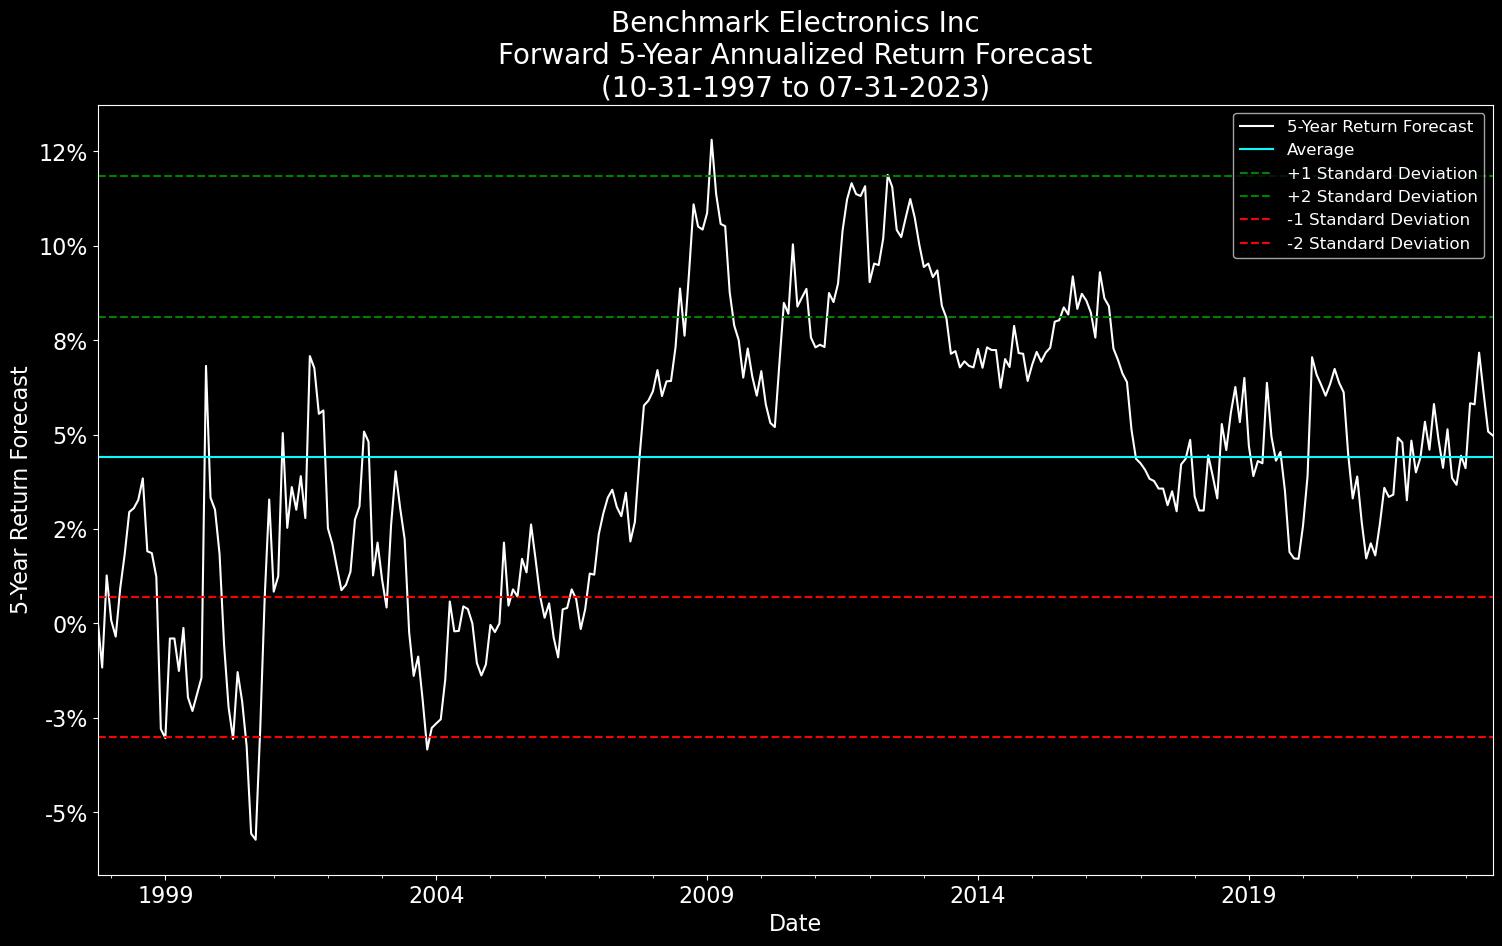 Benchmark Electronics Inc
Forward 5-Year Annualized Return Forecast
(10-31-1997 to 07-31-2023)
5-Year Return Forecast
Average
+1 Standard Deviation
+2 Standard Deviation
-1 Standard Deviation
-2 Standard Deviation
12%
10%
8%
5%
2%
0%
-3%
-5%
5-Year Return Forecast
1999
2004
2009
2014
2019
Date